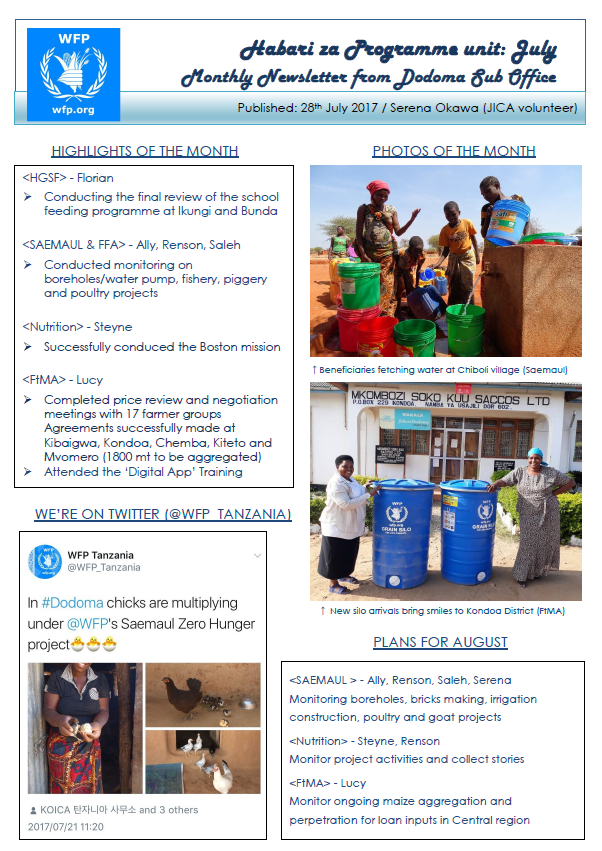 WFP
wfp.org
Habari za Programme unit: July
Monthly Newsletter from Dodoma Sub Office
Published: 28th July 2017 / Serena Okawa (JICA volunteer)
HIGHLIGHTS OF THE MONTH
<HGSF> - Florian
➢ Conducting the final review of the school
feeding programme at Ikungi and Bunda
<SAEMAUL & FFA> - Ally, Renson, Saleh
➢ Conducted monitoring on
boreholes/water pump, fishery, piggery
and poultry projects
<Nutrition> - Steyne
➢ Successfully conduced the Boston mission
<FtMA> - Lucy
➢ Completed price review and negotiation
meetings with 17 farmer groups
Agreements successfully made at
Kibaigwa, Kondoa, Chemba, Kiteto and
Mvomero (1800 mt to be aggregated)
➢ Attended the ‘Digital App’ Training
WE’RE ON TWITTER (@WFP_TANZANIA)
WFP Tanzania
@WFP_Tanzania
In #Dodoma chicks are multiplying
under @WFP's Saemaul Zero Hunger
project🐣🐣🐣
KOICA 탄자니아 사무소 and 3 others
2017/07/21 11:20
PHOTOS OF THE MONTH
WFP
↑ Beneficiaries fetching water at Chiboli village (Saemaul)
MKOMBOZI SOKO KUU SACCOS LTD
P.O.BOX 229 KONDOA. NAMBA YA USAJILI DOR 602
WAKALA
WFP
GRAIN SILO
WFP
GRAIN SILO
↑ New silo arrivals bring smiles to Kondoa District (FtMA)
PLANS FOR AUGUST
<SAEMAUL > - Ally, Renson, Saleh, Serena
Monitoring boreholes, bricks making, irrigation
construction, poultry and goat projects
<Nutrition> - Steyne, Renson
Monitor project activities and collect stories
<FtMA> - Lucy
Monitor ongoing maize aggregation and
perpetration for loan inputs in Central region